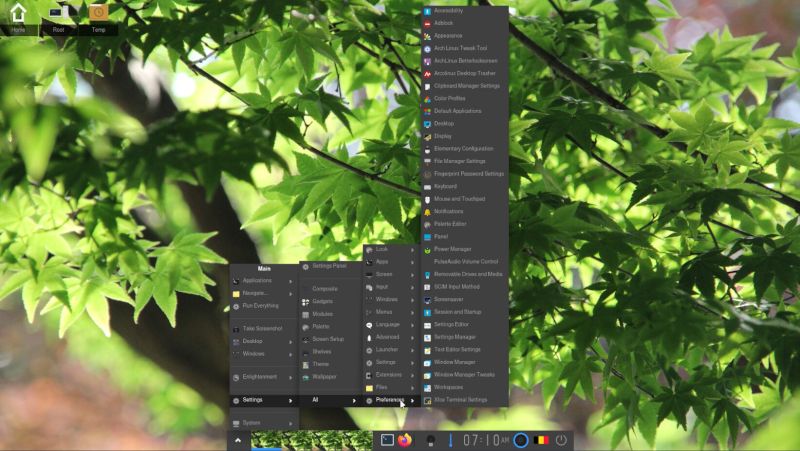 Home
Root
Temp
Main
Applications
Navigate...
Run Everything
Take Screenshot
Desktop
Windows
Enlightenment
Settings
System
Settings Panel
Composite
Gadgets
Modules
Palette
Screen Setup
Shelves
Theme
Wallpaper
All
Look
Apps
Screen
Input
Windows
Menus
Language
Advanced
Launcher
Settings
Extensions
Files
Preferences
Accessibility
Adblock
Appearance
Arch Linux Tweak Tool
ArchLinux Betterlockscreen
Arcolinux Desktop Trasher
Clipboard Manager Settings
Color Profiles
Default Applications
Desktop
Display
Elementary Configuration
File Manager Settings
Fingerprint Password Settings
Keyboard
Mouse and Touchpad
Notifications
Palette Editor
Panel
Power Manager
PulseAudio Volume Control
Removable Drives and Media
SCIM Input Method
Screensaver
Session and Startup
Settings Editor
Settings Manager
Text Editor Settings
Window Manager
Window Manager Tweaks
Workspaces
Xfce Terminal Settings
07:10 AM